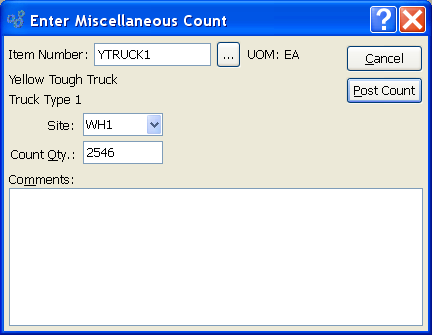 Enter Miscellaneous Count
?
Item Number: YTRUCK1 ... UOM: EA
Cancel
Yellow Tough Truck
Post Count
Truck Type 1
Site: WH1
Count Qty.: 2546
Comments: